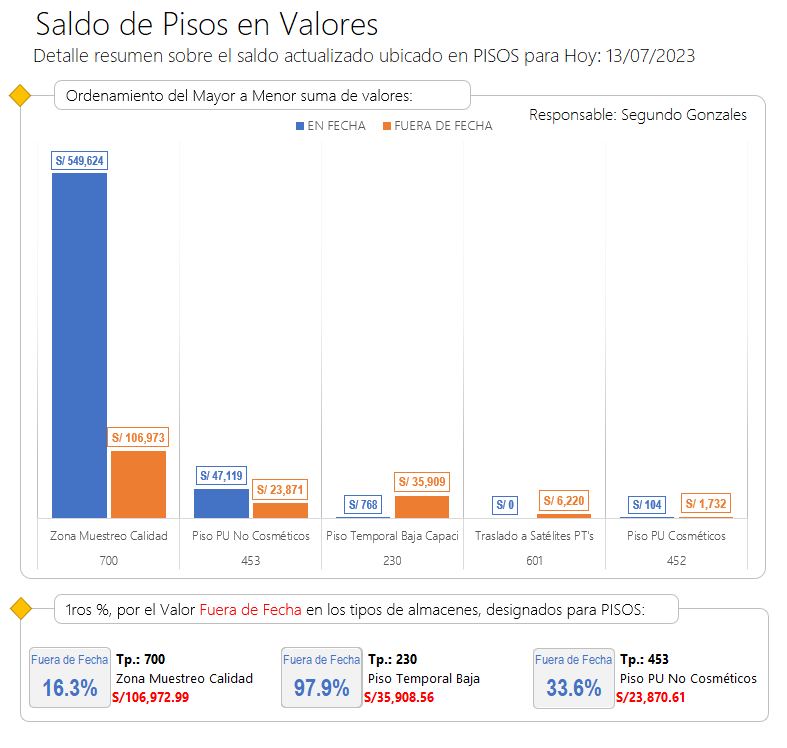 Saldo de Pisos en Valores
Detalle resumen sobre el saldo actualizado ubicado en PISOS para Hoy: 13/07/2023
Ordenamiento del Mayor a Menor suma de valores:
Responsable: Segundo Gonzales
EN FECHA FUERA DE FECHA
S/ 549,624
S/ 106,973
S/ 47,119
S/ 23,871
S/ 768
S/ 35,909
S/ 0
S/ 6,220
S/ 104
S/ 1,732
Zona Muestreo Calidad Piso PU No Cosméticos Piso Temporal Baja Capaci Traslado a Satélites PT's Piso PU Cosméticos
700 453 230 601 452
1ros %, por el Valor Fuera de Fecha en los tipos de almacenes, designados para PISOS:
Fuera de Fecha
16.3%
Tp.: 700
Zona Muestreo Calidad
S/106,972.99
Fuera de Fecha
97.9%
Tp.: 230
Piso Temporal Baja
S/35,908.56
Fuera de Fecha
33.6%
Tp.: 453
Piso PU No Cosméticos
S/23,870.61